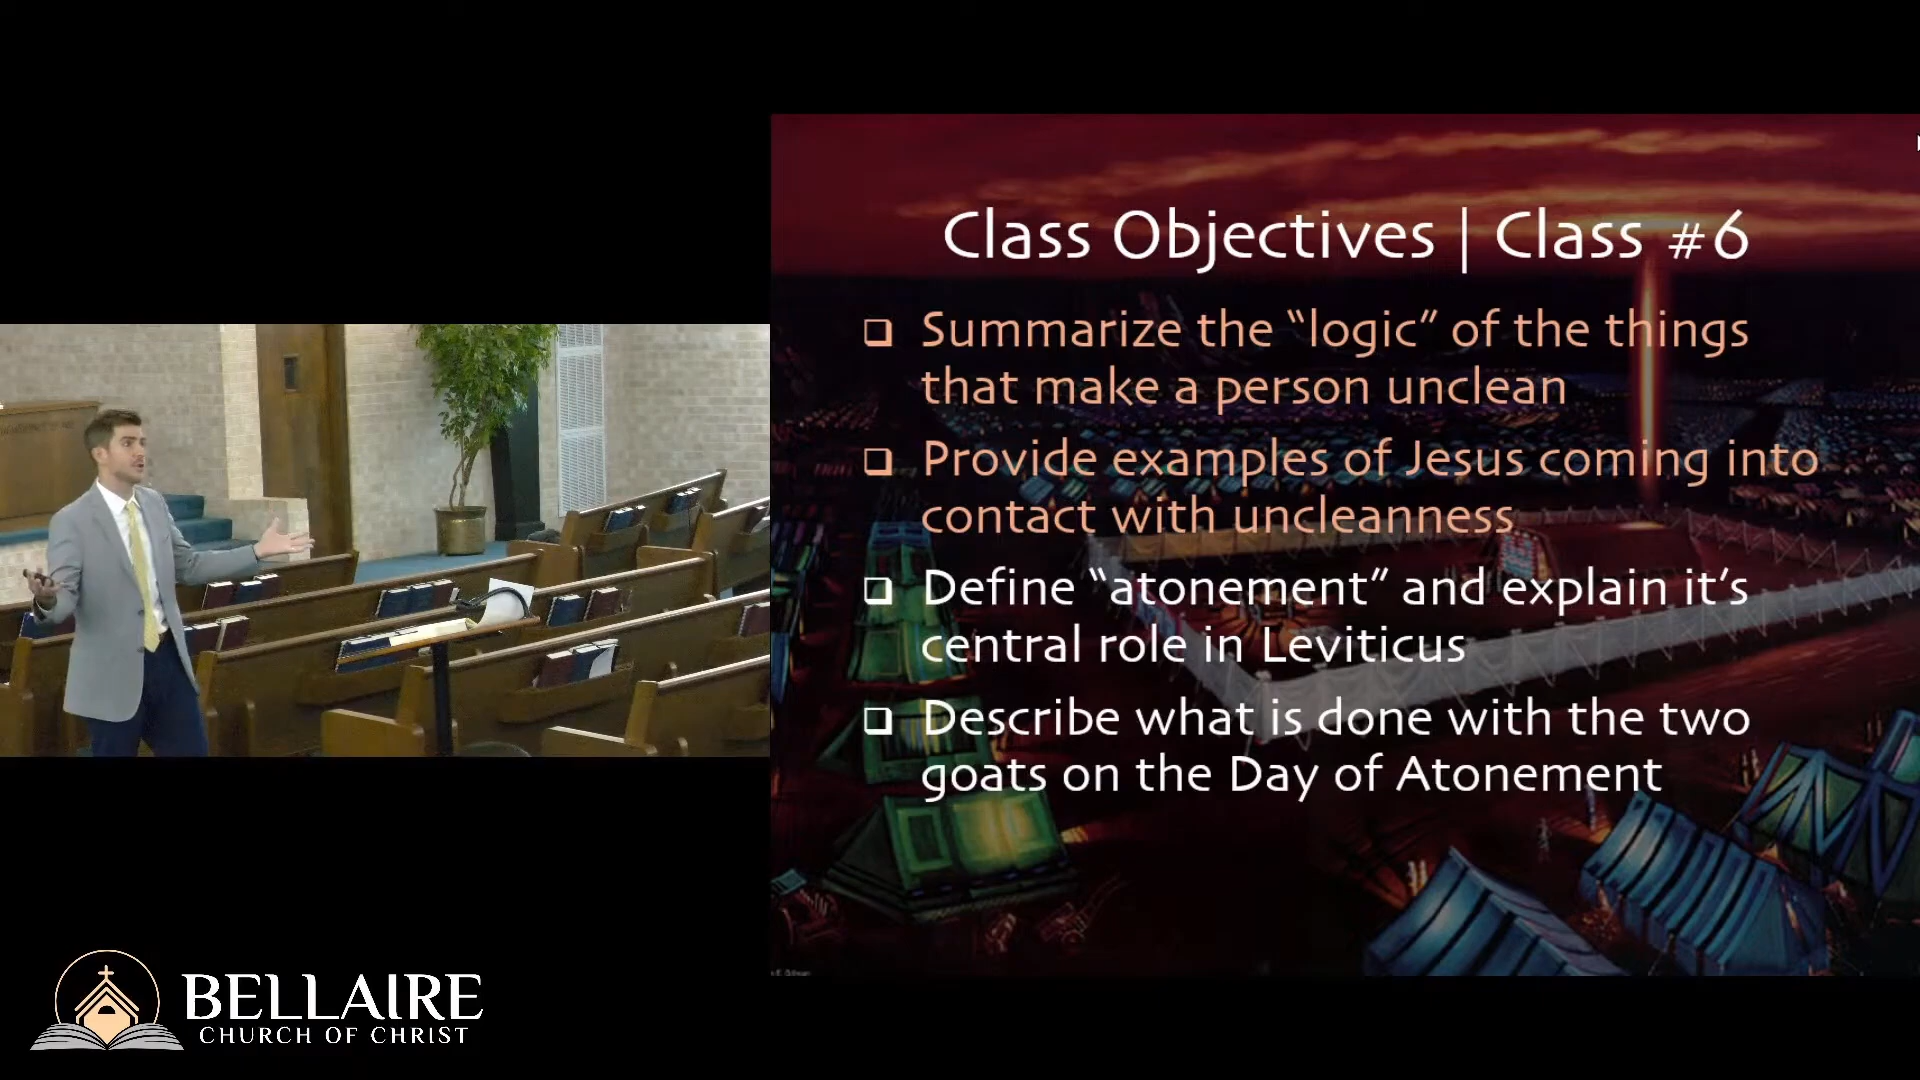 Class Objectives | Class #6
❑ Summarize the “logic” of the things
that make a person unclean
❑ Provide examples of Jesus coming into
contact with uncleanness
❑ Define “atonement” and explain it’s
central role in Leviticus
❑ Describe what is done with the two
goats on the Day of Atonement
BELLAIRE
CHURCH OF CHRIST